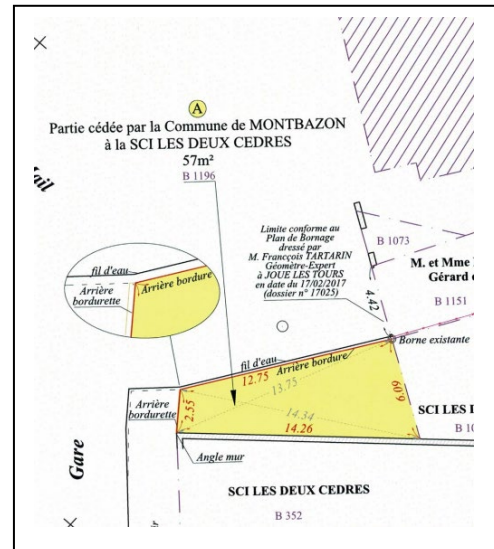 A
Partie cédée par la Commune de MONTBAZON
à la SCI LES DEUX CEDRES
57m²
B 1196
ail
Limite conforme au
Plan de Bornage
dressé par
M. François TARTARIN
Géomètre-Expert
à JOUE LES TOURS
en date du 17/02/2017
(dossier n° 17025)
B 1073
M. et Mme
Gérard
B 1151
fil d'eau
Arrière bordure
Arrière
bordurette
4.42
Borne existante
fil d'eau
Arrière bordure
12.75
13.75
6.09
Arrière
bordurette
2.55
14.34
14.26
SCI LES D
B 10
Angle mur
Gare
SCI LES DEUX CEDRES
B 352